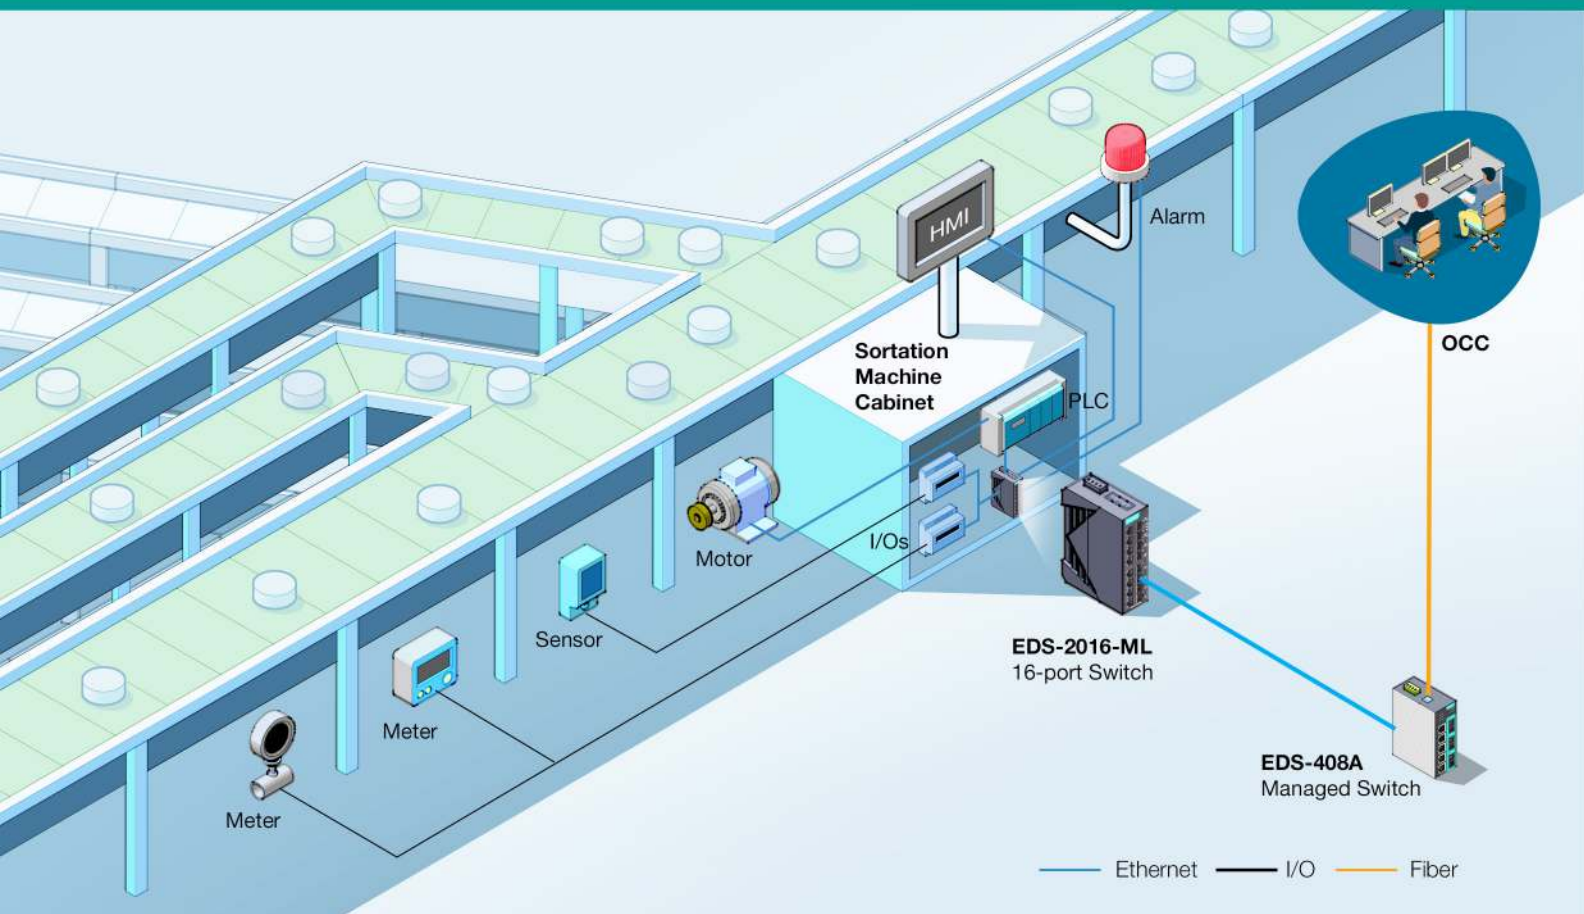 HMI
Alarm
OCC
Sortation
Machine
Cabinet
PLC
I/Os
Motor
Sensor
EDS-2016-ML
16-port Switch
Meter
EDS-408A
Managed Switch
Meter
Ethernet
I/O
Fiber